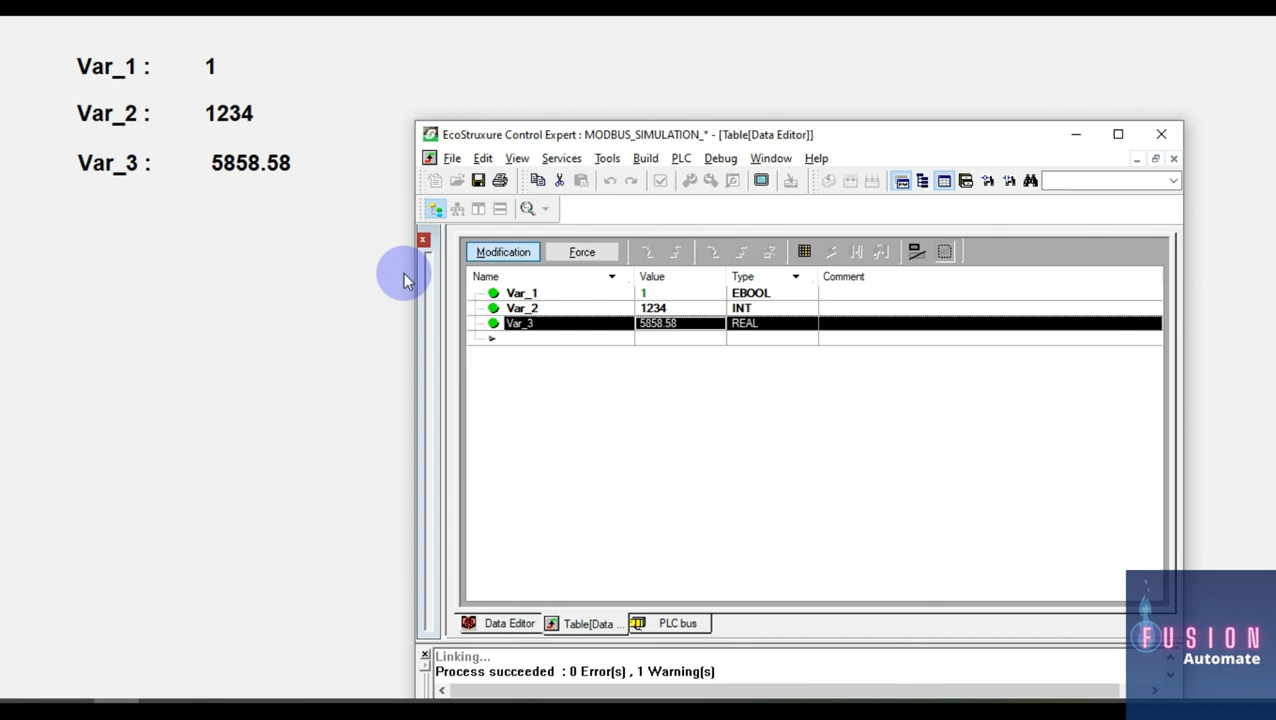 Var_1 : 1
Var_2 : 1234
Var_3 : 5858.58
EcoStruxure Control Expert : MODBUS_SIMULATION_* - [Table[Data Editor]]
File Edit View Services Tools Build PLC Debug Window Help
Modification Force
Name Value Type Comment
Var_1 1 EBOOL
Var_2 1234 INT
Var_3 5858.58 REAL
Data Editor Table[Data ... PLC bus
Linking...
Process succeeded : 0 Error(s) , 1 Warning(s)
FUSION
Automate